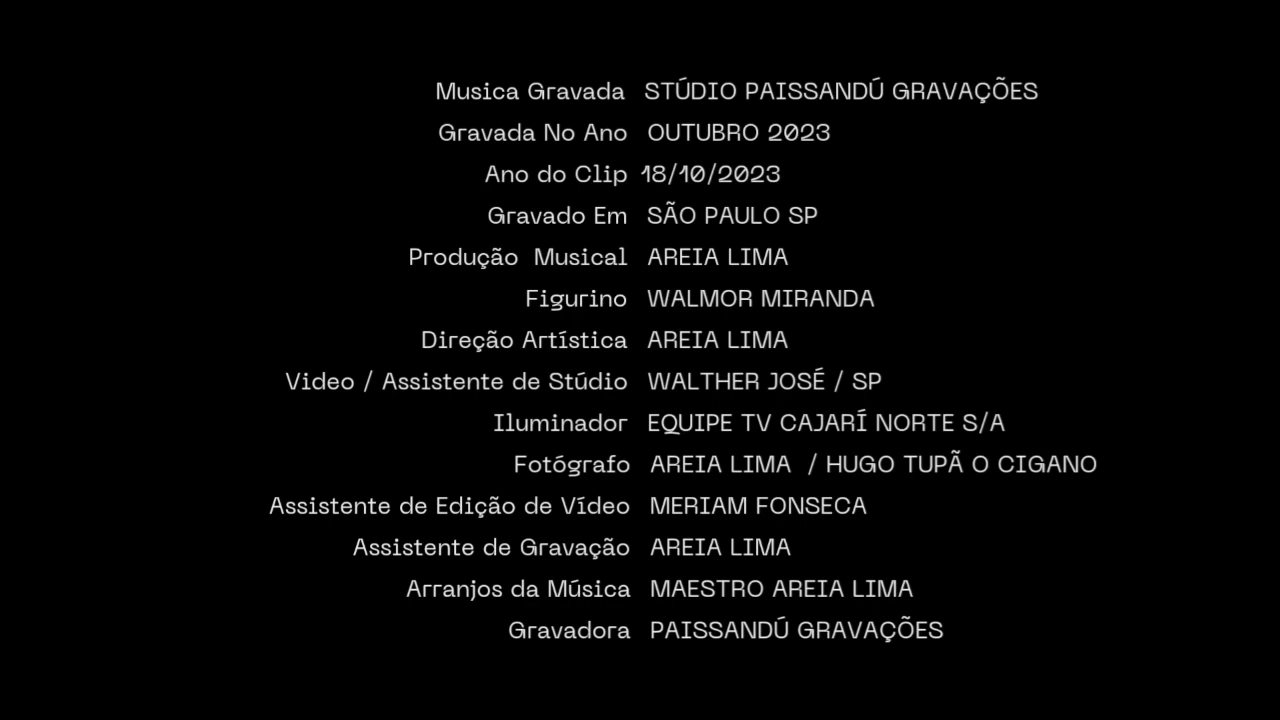 Musica Gravada STÚDIO PAISSANDÚ GRAVAÇÕES
Gravada No Ano OUTUBRO 2023
Ano do Clip 18/10/2023
Gravado Em SÃO PAULO SP
Produção Musical AREIA LIMA
Figurino WALMOR MIRANDA
Direção Artística AREIA LIMA
Video / Assistente de Stúdio WALTHER JOSÉ / SP
Iluminador EQUIPE TV CAJARÍ NORTE S/A
Fotógrafo AREIA LIMA / HUGO TUPÃ O CIGANO
Assistente de Edição de Vídeo MERIAM FONSECA
Assistente de Gravação AREIA LIMA
Arranjos da Música MAESTRO AREIA LIMA
Gravadora PAISSANDÚ GRAVAÇÕES